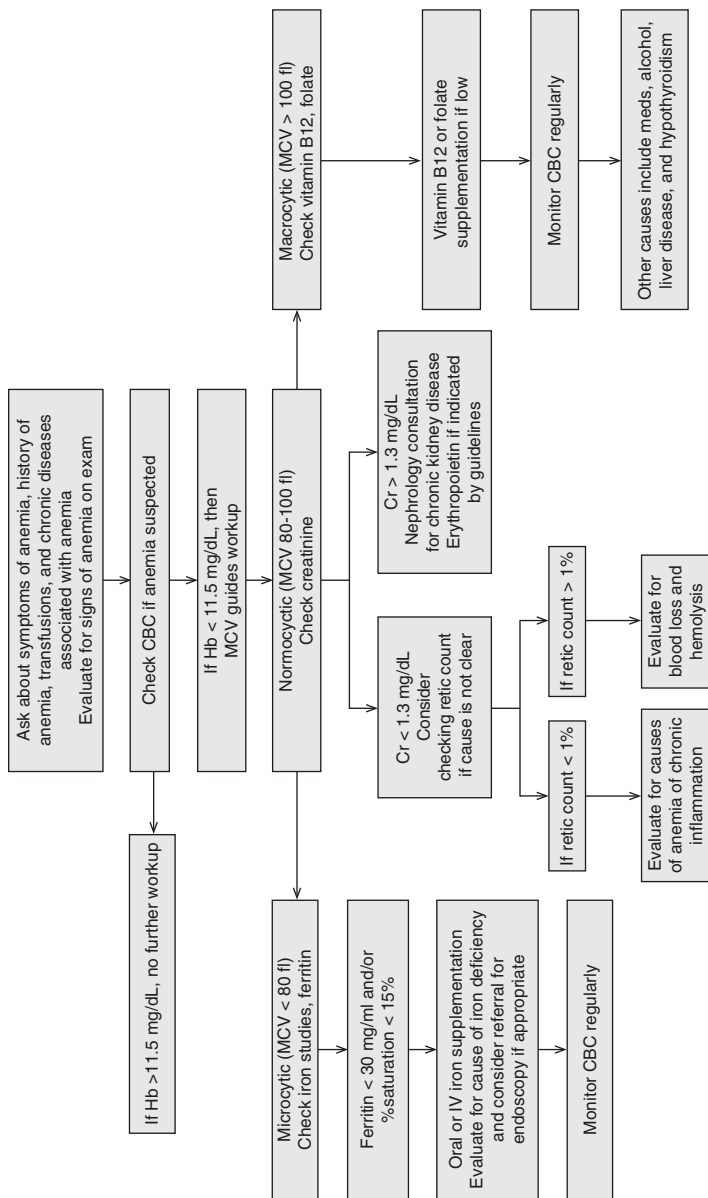 Ask about symptoms of anemia, history of
anemia, transfusions, and chronic diseases
associated with anemia
Evaluate for signs of anemia on exam
Check CBC if anemia suspected
If Hb >11.5 mg/dL, no further workup
If Hb < 11.5 mg/dL, then
MCV guides workup
Microcytic (MCV < 80 fl)
Check iron studies, ferritin
Ferritin < 30 mg/ml and/or
%saturation < 15%
Oral or IV iron supplementation
Evaluate for cause of iron deficiency
and consider referral for
endoscopy if appropriate
Monitor CBC regularly
Normocyctic (MCV 80-100 fl)
Check creatinine
Cr < 1.3 mg/dL
Consider
checking retic count
if cause is not clear
If retic count < 1%
Evaluate for causes
of anemia of chronic
inflammation
If retic count > 1%
Evaluate for
blood loss and
hemolysis
Cr > 1.3 mg/dL
Nephrology consultation
for chronic kidney disease
Erythropoietin if indicated
by guidelines
Macrocytic (MCV > 100 fl)
Check vitamin B12, folate
Vitamin B12 or folate
supplementation if low
Monitor CBC regularly
Other causes include meds, alcohol,
liver disease, and hypothyroidism